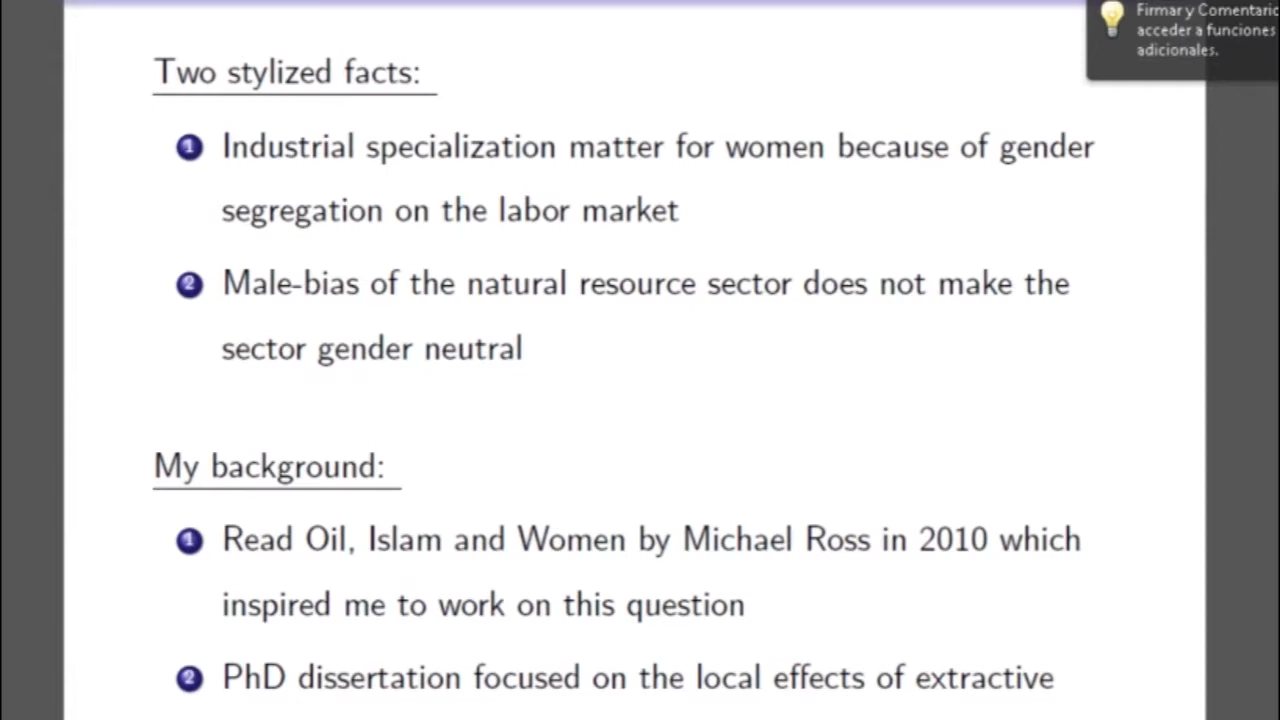 Firmar y Comentario
acceder a funciones
adicionales.
Two stylized facts:
1 Industrial specialization matter for women because of gender
segregation on the labor market
2 Male-bias of the natural resource sector does not make the
sector gender neutral
My background:
1 Read Oil, Islam and Women by Michael Ross in 2010 which
inspired me to work on this question
2 PhD dissertation focused on the local effects of extractive